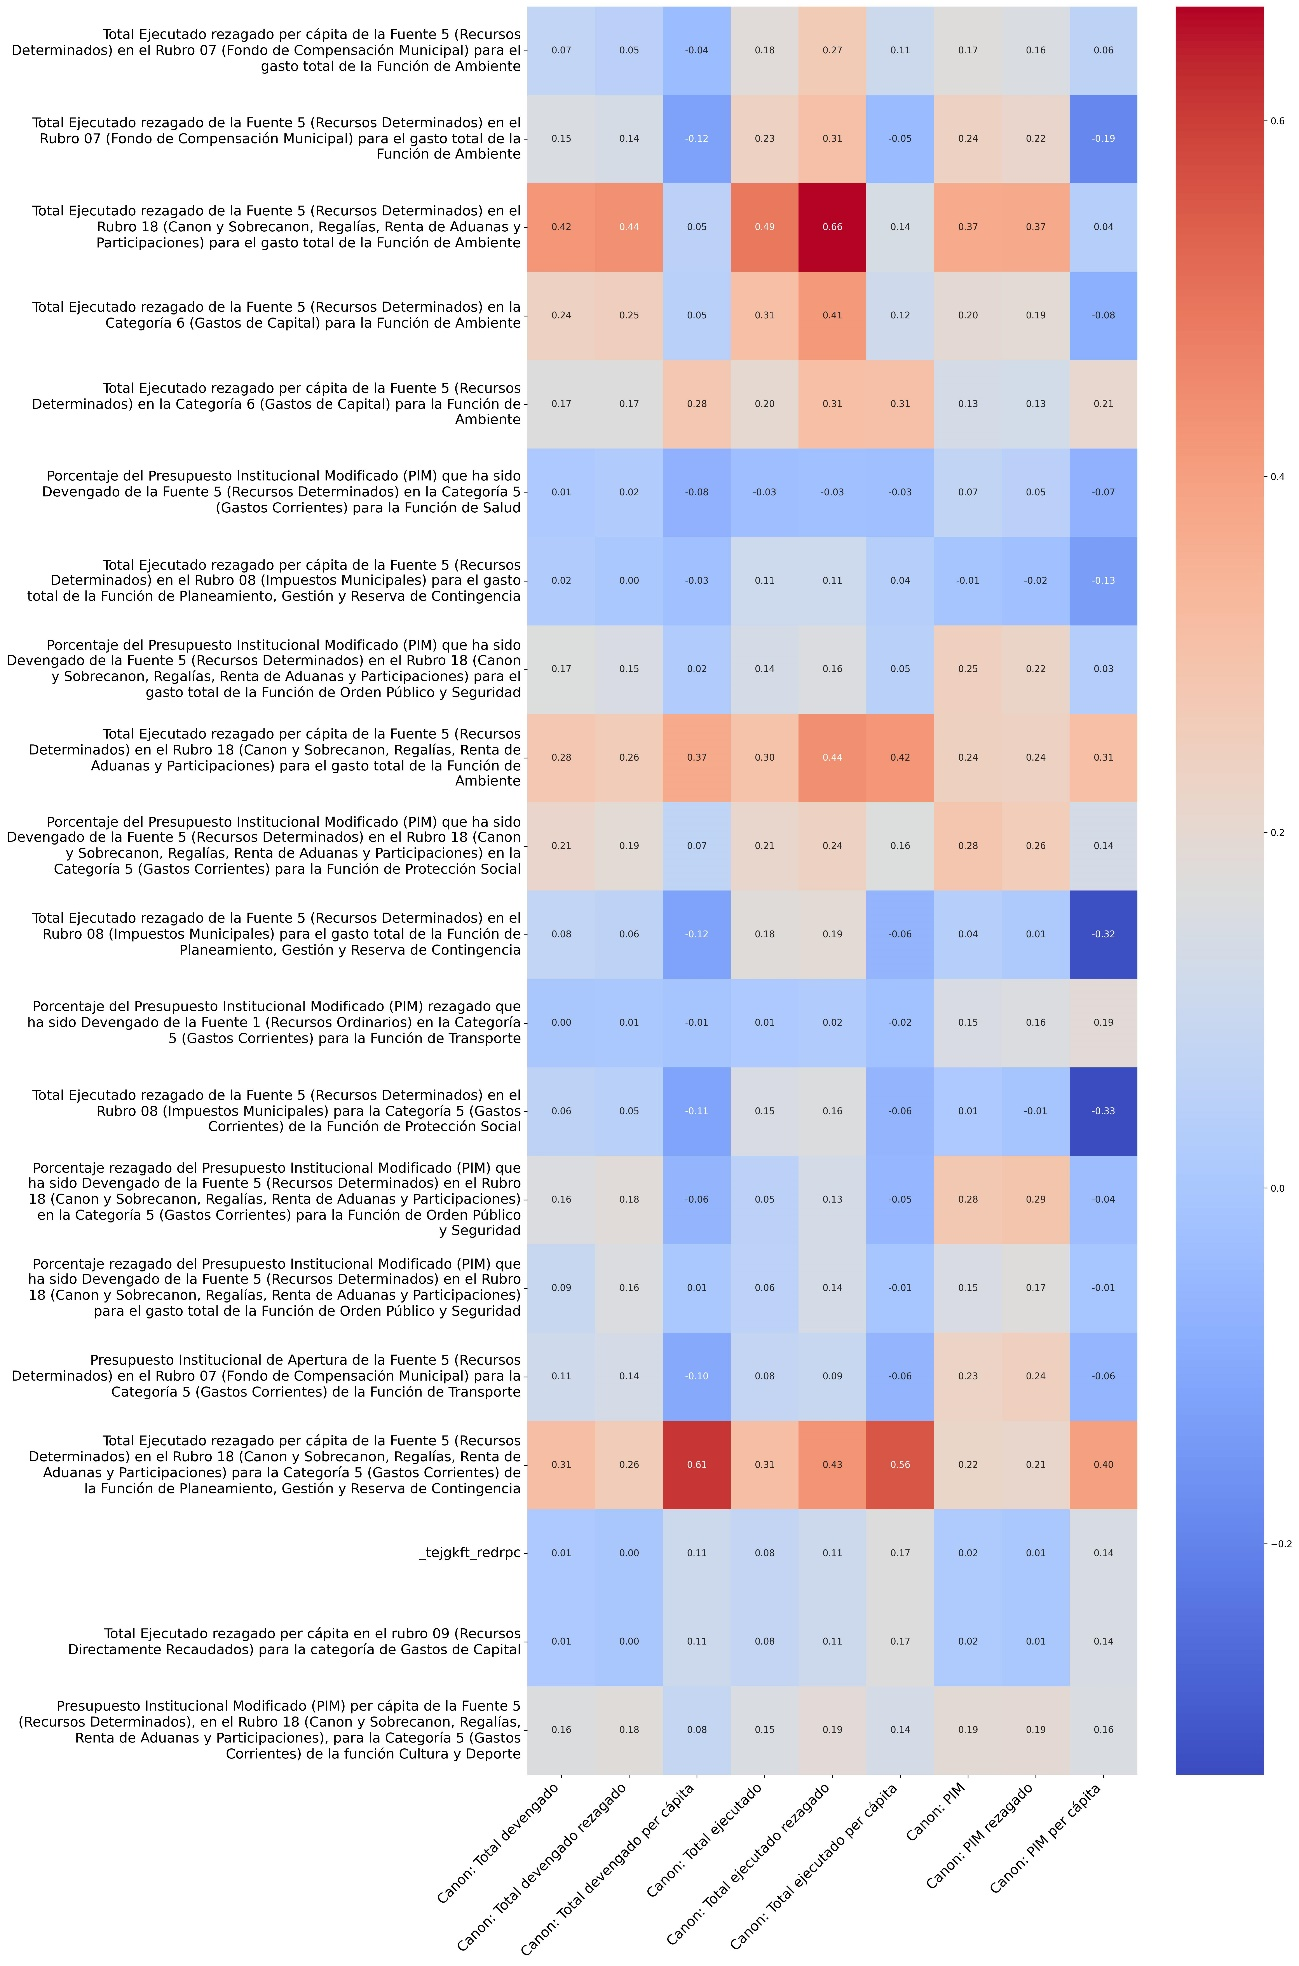 Total Ejecutado rezagado per cápita de la Fuente 5 (Recursos
Determinados) en el Rubro 07 (Fondo de Compensación Municipal) para el
gasto total de la Función de Ambiente
0.07 0.05 -0.04 0.18 0.27 0.11 0.17 0.16 0.06
Total Ejecutado rezagado de la Fuente 5 (Recursos Determinados) en el
Rubro 07 (Fondo de Compensación Municipal) para el gasto total de la
Función de Ambiente
0.15 0.14 -0.12 0.23 0.31 -0.05 0.24 0.22 -0.19
Total Ejecutado rezagado de la Fuente 5 (Recursos Determinados) en el
Rubro 18 (Canon y Sobrecanon, Regalías, Renta de Aduanas y
Participaciones) para el gasto total de la Función de Ambiente
0.42 0.44 0.05 0.49 0.66 0.14 0.37 0.37 0.04
Total Ejecutado rezagado de la Fuente 5 (Recursos Determinados) en la
Categoría 6 (Gastos de Capital) para la Función de Ambiente
0.24 0.25 0.05 0.31 0.41 0.12 0.20 0.19 -0.08
Total Ejecutado rezagado per cápita de la Fuente 5 (Recursos
Determinados) en la Categoría 6 (Gastos de Capital) para la Función de
Ambiente
0.17 0.17 0.28 0.20 0.31 0.31 0.13 0.13 0.21
Porcentaje del Presupuesto Institucional Modificado (PIM) que ha sido
Devengado de la Fuente 5 (Recursos Determinados) en la Categoría 5
(Gastos Corrientes) para la Función de Salud
0.01 0.02 -0.08 -0.03 -0.03 -0.03 0.07 0.05 -0.07
Total Ejecutado rezagado per cápita de la Fuente 5 (Recursos
Determinados) en el Rubro 08 (Impuestos Municipales) para el gasto
total de la Función de Planeamiento, Gestión y Reserva de Contingencia
0.02 0.00 -0.03 0.11 0.11 0.04 -0.01 -0.02 -0.13
Porcentaje del Presupuesto Institucional Modificado (PIM) que ha sido
Devengado de la Fuente 5 (Recursos Determinados) en el Rubro 18 (Canon
y Sobrecanon, Regalías, Renta de Aduanas y Participaciones) para el
gasto total de la Función de Orden Público y Seguridad
0.17 0.15 0.02 0.14 0.16 0.05 0.25 0.22 0.03
Total Ejecutado rezagado per cápita de la Fuente 5 (Recursos
Determinados) en el Rubro 18 (Canon y Sobrecanon, Regalías, Renta de
Aduanas y Participaciones) para el gasto total de la Función de
Ambiente
0.28 0.26 0.37 0.30 0.44 0.42 0.24 0.24 0.31
Porcentaje del Presupuesto Institucional Modificado (PIM) que ha sido
Devengado de la Fuente 5 (Recursos Determinados) en el Rubro 18 (Canon
y Sobrecanon, Regalías, Renta de Aduanas y Participaciones) en la
Categoría 5 (Gastos Corrientes) para la Función de Protección Social
0.21 0.19 0.07 0.21 0.24 0.16 0.28 0.26 0.14
Total Ejecutado rezagado de la Fuente 5 (Recursos Determinados) en el
Rubro 08 (Impuestos Municipales) para el gasto total de la Función de
Planeamiento, Gestión y Reserva de Contingencia
0.08 0.06 -0.12 0.18 0.19 -0.06 0.04 0.01 -0.32
Porcentaje del Presupuesto Institucional Modificado (PIM) rezagado que
ha sido Devengado de la Fuente 1 (Recursos Ordinarios) en la Categoría
5 (Gastos Corrientes) para la Función de Transporte
0.00 0.01 -0.01 0.01 0.02 -0.02 0.15 0.16 0.19
Total Ejecutado rezagado de la Fuente 5 (Recursos Determinados) en el
Rubro 08 (Impuestos Municipales) para la Categoría 5 (Gastos
Corrientes) de la Función de Protección Social
0.06 0.05 -0.11 0.15 0.16 -0.06 0.01 -0.01 -0.33
Porcentaje rezagado del Presupuesto Institucional Modificado (PIM) que
ha sido Devengado de la Fuente 5 (Recursos Determinados) en el Rubro
18 (Canon y Sobrecanon, Regalías, Renta de Aduanas y Participaciones)
en la Categoría 5 (Gastos Corrientes) para la Función de Orden Público
y Seguridad
0.16 0.18 -0.06 0.05 0.13 -0.05 0.28 0.29 -0.04
Porcentaje rezagado del Presupuesto Institucional Modificado (PIM) que
ha sido Devengado de la Fuente 5 (Recursos Determinados) en el Rubro
18 (Canon y Sobrecanon, Regalías, Renta de Aduanas y Participaciones)
para el gasto total de la Función de Orden Público y Seguridad
0.09 0.16 0.01 0.06 0.14 -0.01 0.15 0.17 -0.01
Presupuesto Institucional de Apertura de la Fuente 5 (Recursos
Determinados) en el Rubro 07 (Fondo de Compensación Municipal) para la
Categoría 5 (Gastos Corrientes) de la Función de Transporte
0.11 0.14 -0.10 0.08 0.09 -0.06 0.23 0.24 -0.06
Total Ejecutado rezagado per cápita de la Fuente 5 (Recursos
Determinados) en el Rubro 18 (Canon y Sobrecanon, Regalías, Renta de
Aduanas y Participaciones) para la Categoría 5 (Gastos Corrientes) de
la Función de Planeamiento, Gestión y Reserva de Contingencia
0.31 0.26 0.61 0.31 0.43 0.56 0.22 0.21 0.40
_tejgkft_redrpc
0.01 0.00 0.11 0.08 0.11 0.17 0.02 0.01 0.14
Total Ejecutado rezagado per cápita en el rubro 09 (Recursos
Directamente Recaudados) para la categoría de Gastos de Capital
0.01 0.00 0.11 0.08 0.11 0.17 0.02 0.01 0.14
Presupuesto Institucional Modificado (PIM) per cápita de la Fuente 5
(Recursos Determinados), en el Rubro 18 (Canon y Sobrecanon, Regalías,
Renta de Aduanas y Participaciones), para la Categoría 5 (Gastos
Corrientes) de la función Cultura y Deporte
0.16 0.18 0.08 0.15 0.19 0.14 0.19 0.19 0.16
Canon: Total devengado
Canon: Total devengado rezagado
Canon: Total devengado per cápita
Canon: Total ejecutado
Canon: Total ejecutado rezagado
Canon: Total ejecutado per cápita
Canon: PIM
Canon: PIM rezagado
Canon: PIM per cápita
0.6
0.4
0.2
0.0
−0.2